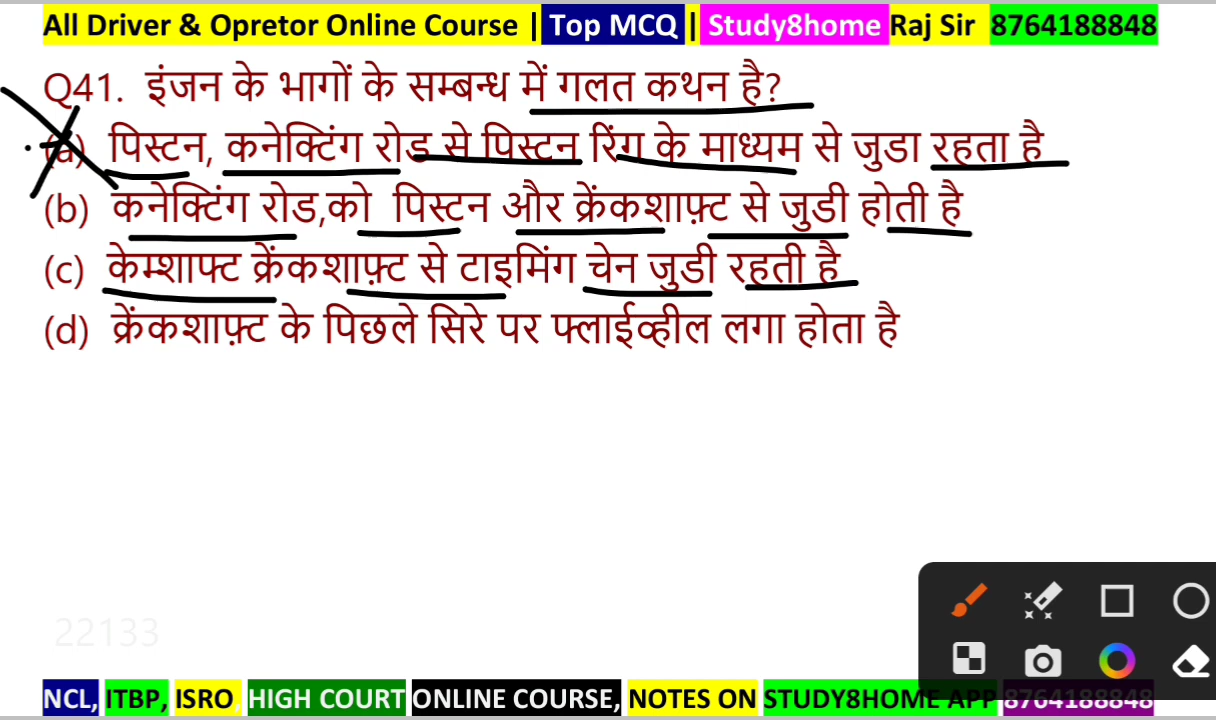 All Driver & Opretor Online Course | Top MCQ | Study8home Raj Sir 8764188848
Q41. इंजन के भागों के सम्बन्ध में गलत कथन है?
(a) पिस्टन, कनेक्टिंग रोड से पिस्टन रिंग के माध्यम से जुडा रहता है
(b) कनेक्टिंग रोड,को पिस्टन और क्रेंकशाफ़्ट से जुडी होती है
(c) केम्शाफ्ट क्रेंकशाफ़्ट से टाइमिंग चेन जुडी रहती है
(d) क्रेंकशाफ़्ट के पिछले सिरे पर फ्लाईव्हील लगा होता है
22133
NCL, ITBP, ISRO, HIGH COURT ONLINE COURSE, NOTES ON STUDY8HOME APP 8764188848